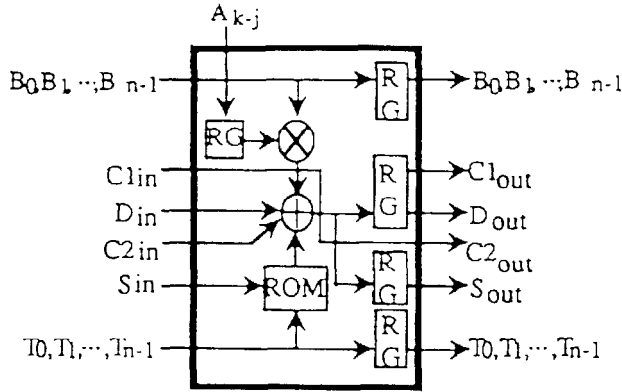 A k-j
B0,B1,...,B n-1 R G B0,B1,...,B n-1
RG
C1in R G C1out
Din Dout
C2in C2out
Sin ROM R G Sout
T0,T1,...,Tn-1 R G T0,T1,...,Tn-1